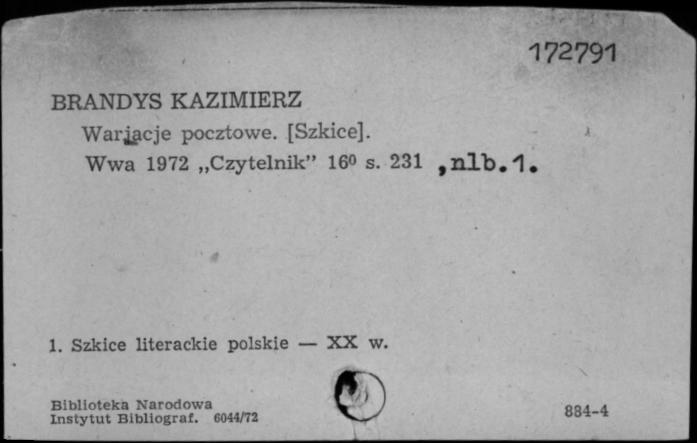 172791
BRANDYS KAZIMIERZ
Warjacje pocztowe. [Szkice].
Wwa 1972 „Czytelnik” 16⁰ s. 231 ,nlb.1.
1. Szkice literackie polskie — XX w.
Biblioteka Narodowa
Instytut Bibliograf. 6044/72
884-4